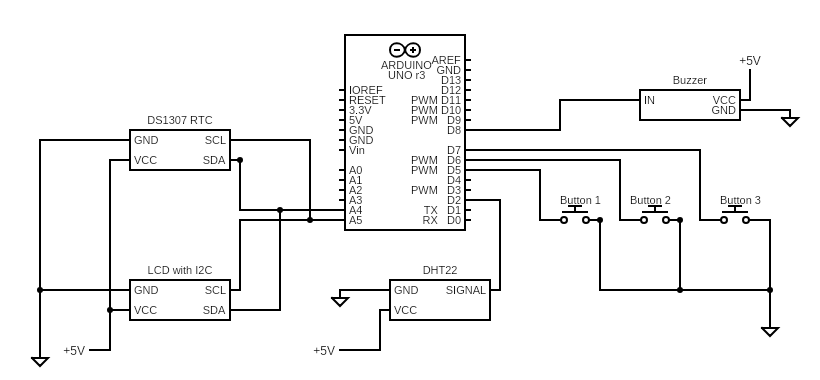 ARDUINO
UNO r3
IOREF
RESET
3.3V
5V
GND
GND
Vin
A0
A1
A2
A3
A4
A5
AREF
GND
D13
D12
PWM D11
PWM D10
PWM D9
D8
D7
PWM D6
PWM D5
D4
PWM D3
D2
TX D1
RX D0
DS1307 RTC
GND SCL
VCC SDA
LCD with I2C
GND SCL
VCC SDA
+5V
DHT22
GND SIGNAL
VCC
+5V
+5V
Buzzer
IN VCC
GND
Button 1
Button 2
Button 3